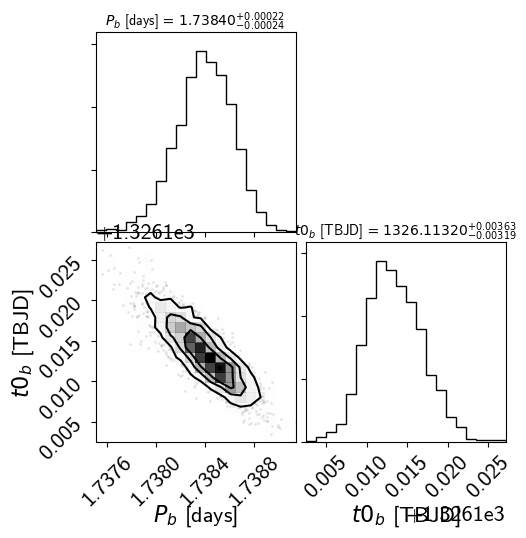 P_b [days] = 1.73840^{+0.00022}_{-0.00024}
+1.3261e3
t0_b [TBJD] = 1326.11320^{+0.00363}_{-0.00319}
t0_b [TBJD]
0.025
0.020
0.015
0.010
0.005
1.7376 1.7380 1.7384 1.7388
0.005 0.010 0.015 0.020 0.025
P_b [days]
t0_b [TBJD]
+1.3261e3